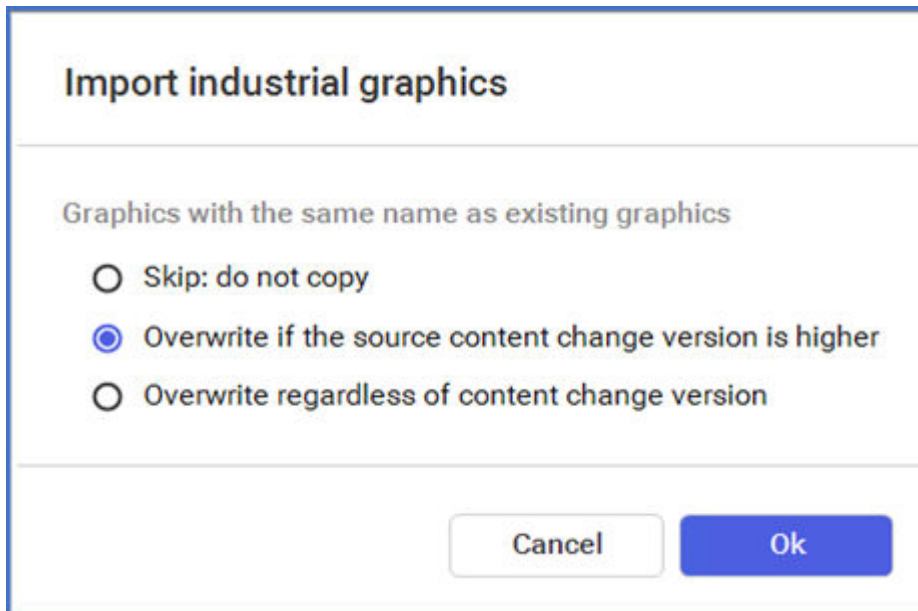 Import industrial graphics
Graphics with the same name as existing graphics
Skip: do not copy
Overwrite if the source content change version is higher
Overwrite regardless of content change version
Cancel Ok